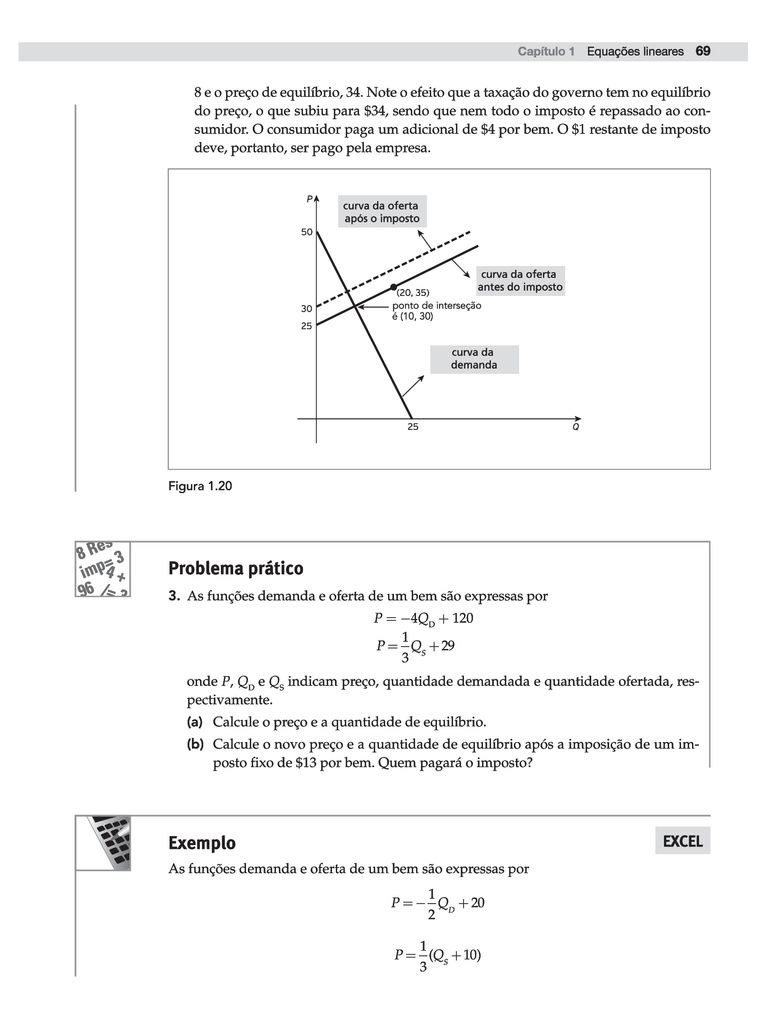 Capítulo 1 Equações lineares 69
8 e o preço de equilíbrio, 34. Note o efeito que a taxação do governo tem no equilíbrio
do preço, o que subiu para $34, sendo que nem todo o imposto é repassado ao con-
sumidor. O consumidor paga um adicional de $4 por bem. O $1 restante de imposto
deve, portanto, ser pago pela empresa.
P
curva da oferta
após o imposto
50
curva da oferta
antes do imposto
(20, 35)
30
ponto de interseção
é (10, 30)
25
curva da
demanda
25
Q
Figura 1.20
8 Res
imp= 3
4 +
96 /= 2
Problema prático
3. As funções demanda e oferta de um bem são expressas por
P = −4Q_D + 120
P = 1/3 Q_S + 29
onde P, Q_D e Q_S indicam preço, quantidade demandada e quantidade ofertada, res-
pectivamente.
(a) Calcule o preço e a quantidade de equilíbrio.
(b) Calcule o novo preço e a quantidade de equilíbrio após a imposição de um im-
posto fixo de $13 por bem. Quem pagará o imposto?
Exemplo
EXCEL
As funções demanda e oferta de um bem são expressas por
P = −1/2 Q_D + 20
P = 1/3 (Q_S + 10)